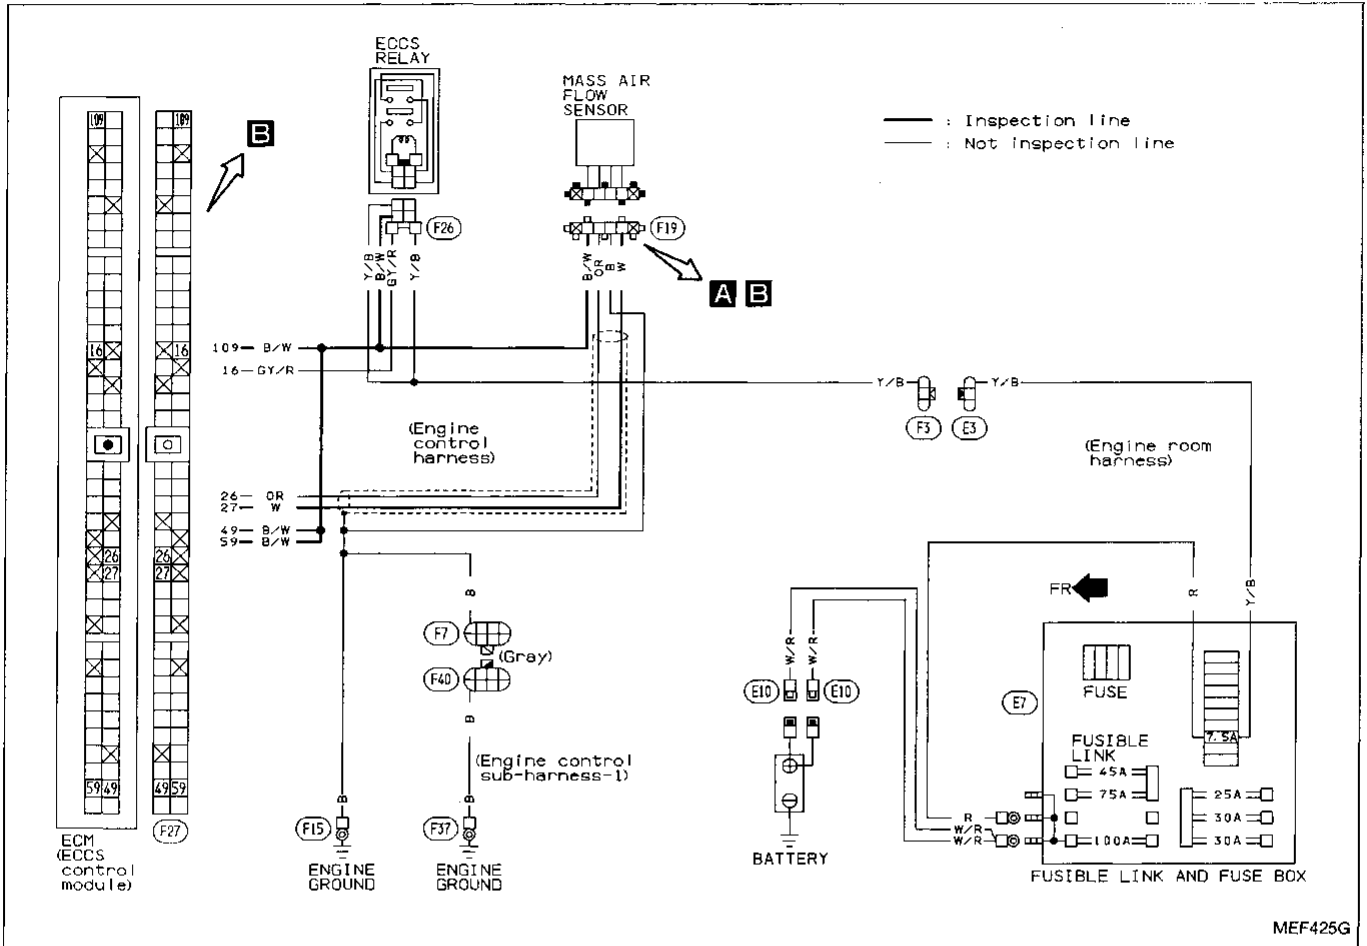 ECCS
RELAY
MASS AIR
FLOW
SENSOR
: Inspection line
: Not inspection line
109
109
B
F26
F19
Y/B
B/W
GY/R
Y/B
B/W
OR
B
W
A B
16
16
109 B/W
16 GY/R
Y/B
Y/B
F3
E3
(Engine
control
harness)
(Engine room
harness)
26 OR
27 W
49 B/W
59 B/W
26
26
27
27
B
FR
R
Y/B
W/R
W/R
F7
(Gray)
F40
E10
E10
E7
FUSE
7.5A
B
FUSIBLE
LINK
45A
75A
25A
30A
100A
30A
(Engine control
sub-harness-1)
59 49
49 59
B
B
R
W/R
W/R
F27
F15
F37
ECM
(ECCS
control
module)
ENGINE
GROUND
ENGINE
GROUND
BATTERY
FUSIBLE LINK AND FUSE BOX
MEF425G